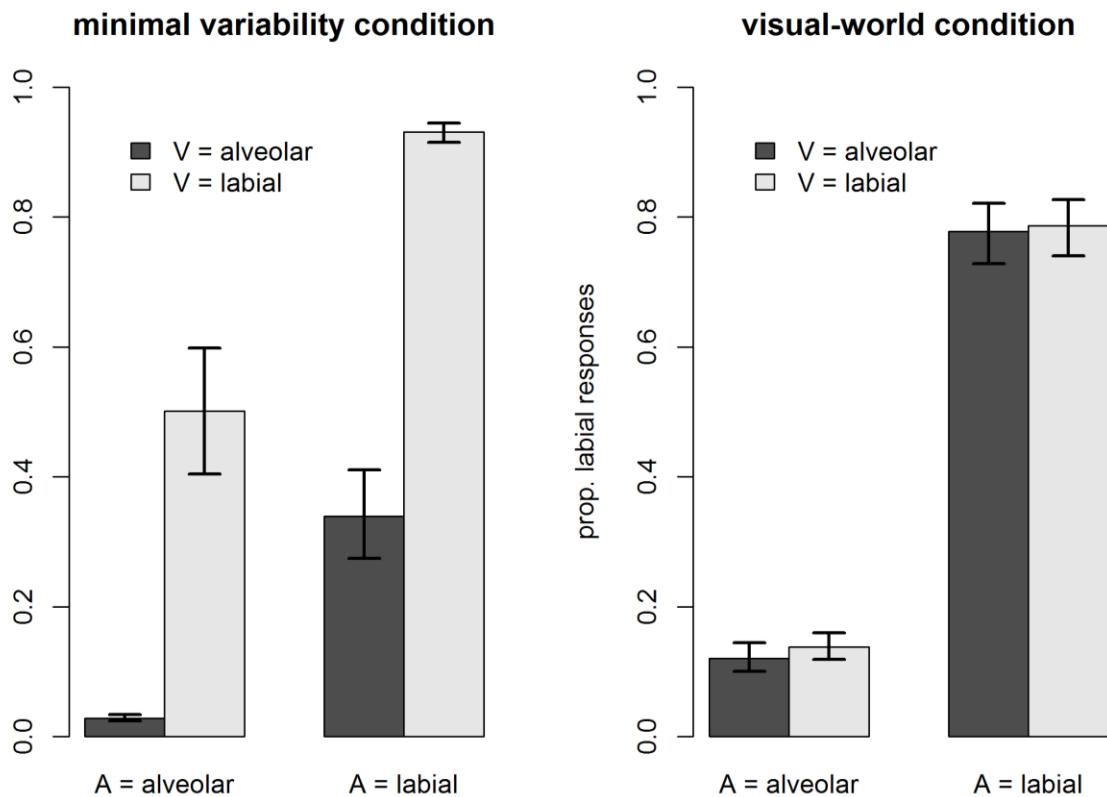 minimal variability condition
1.0
0.8
0.6
0.4
0.2
0.0
V = alveolar
V = labial
A = alveolar
A = labial
visual-world condition
prop. labial responses
1.0
0.8
0.6
0.4
0.2
0.0
V = alveolar
V = labial
A = alveolar
A = labial